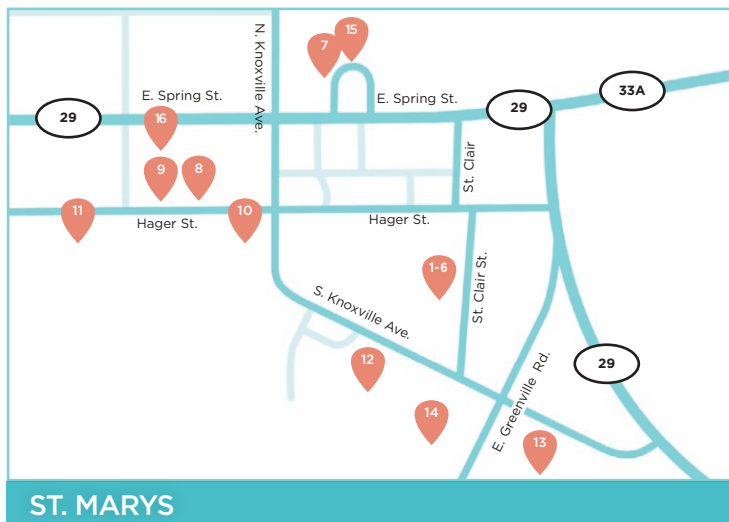 15
7
N. Knoxville Ave.
33A
E. Spring St.
E. Spring St.
29
29
16
St. Clair
9
8
11
10
Hager St.
Hager St.
1-6
St. Clair St.
S. Knoxville Ave.
12
29
E. Greenville Rd.
14
13
ST. MARYS